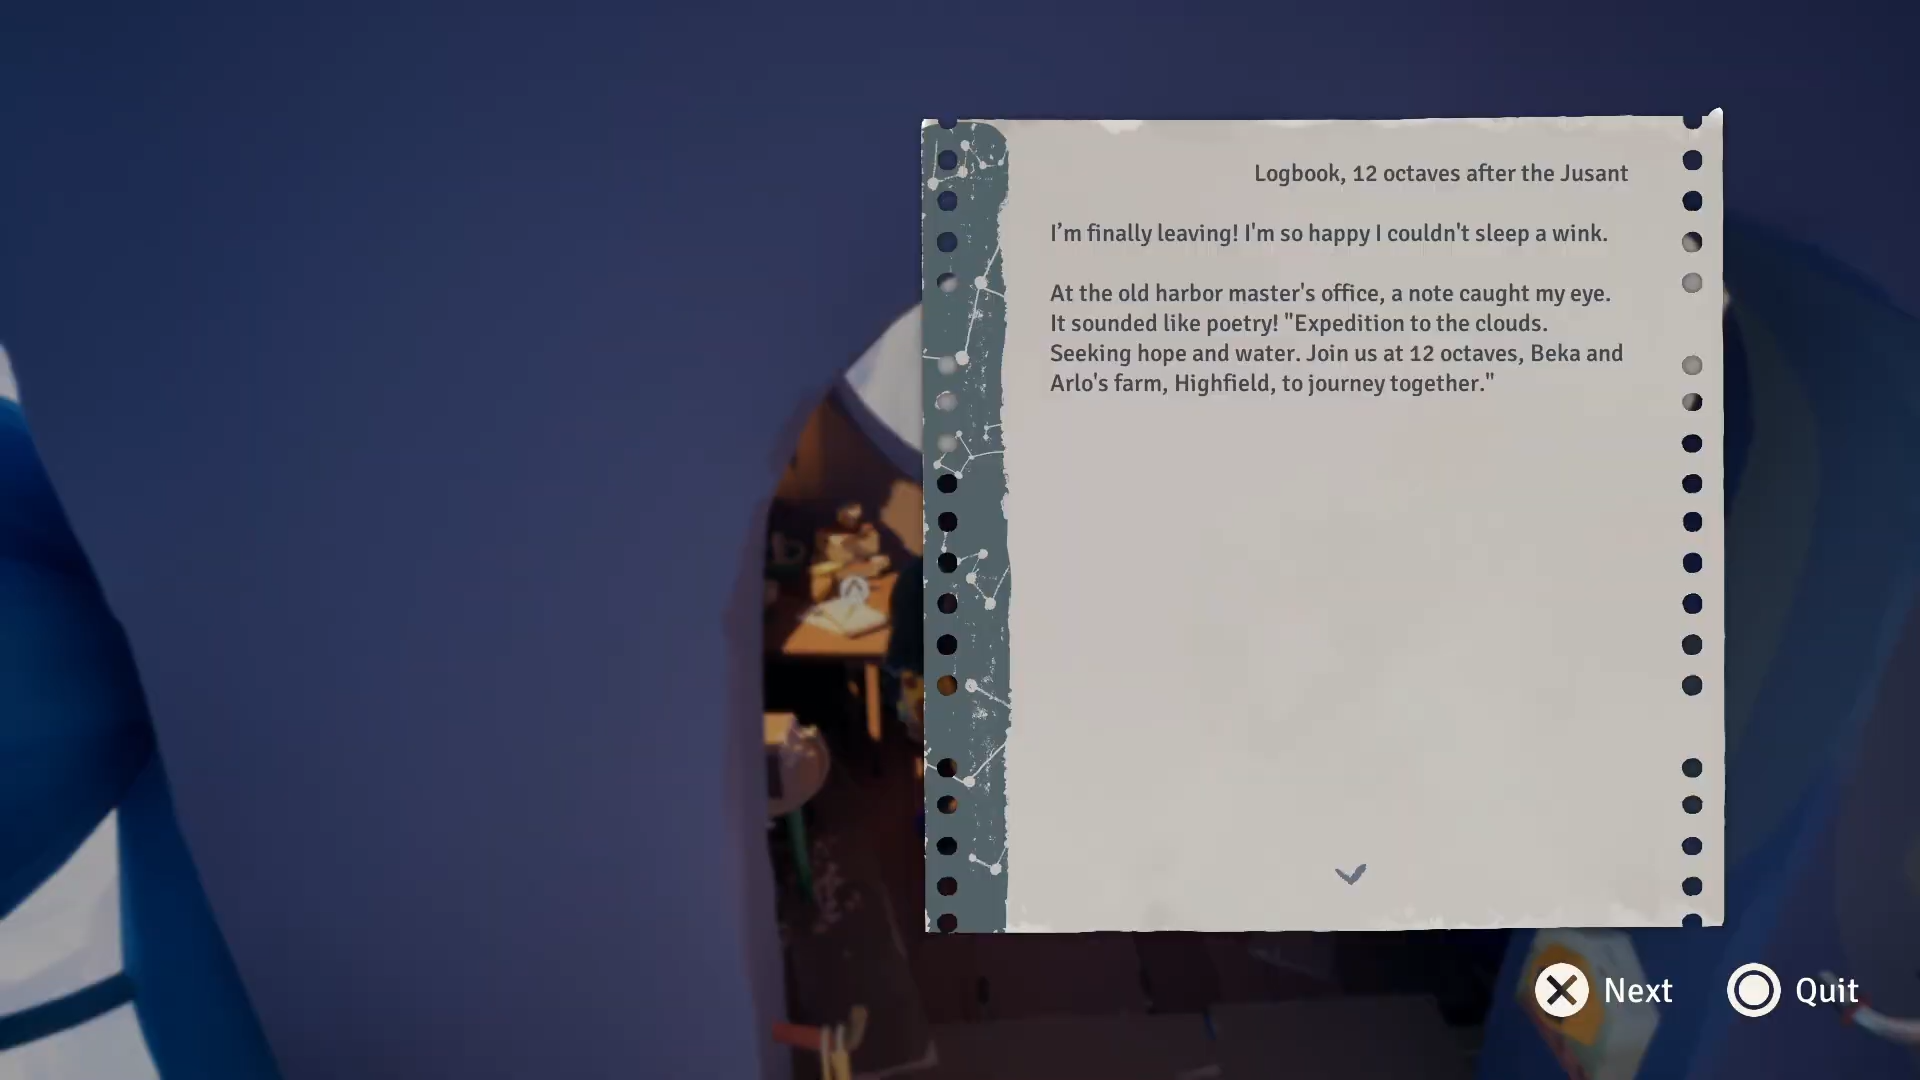 Logbook, 12 octaves after the Jusant
I’m finally leaving! I'm so happy I couldn't sleep a wink.
At the old harbor master's office, a note caught my eye.
It sounded like poetry! "Expedition to the clouds.
Seeking hope and water. Join us at 12 octaves, Beka and
Arlo's farm, Highfield, to journey together."
Next
Quit